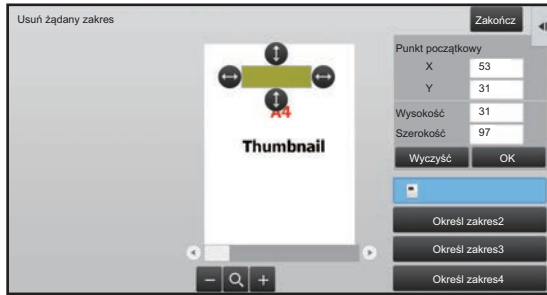 Usuń żądany zakres
Zakończ
Punkt początkowy
X 53
Y 31
Wysokość 31
Szerokość 97
Wyczyść OK
A4
Thumbnail
Określ zakres2
Określ zakres3
Określ zakres4